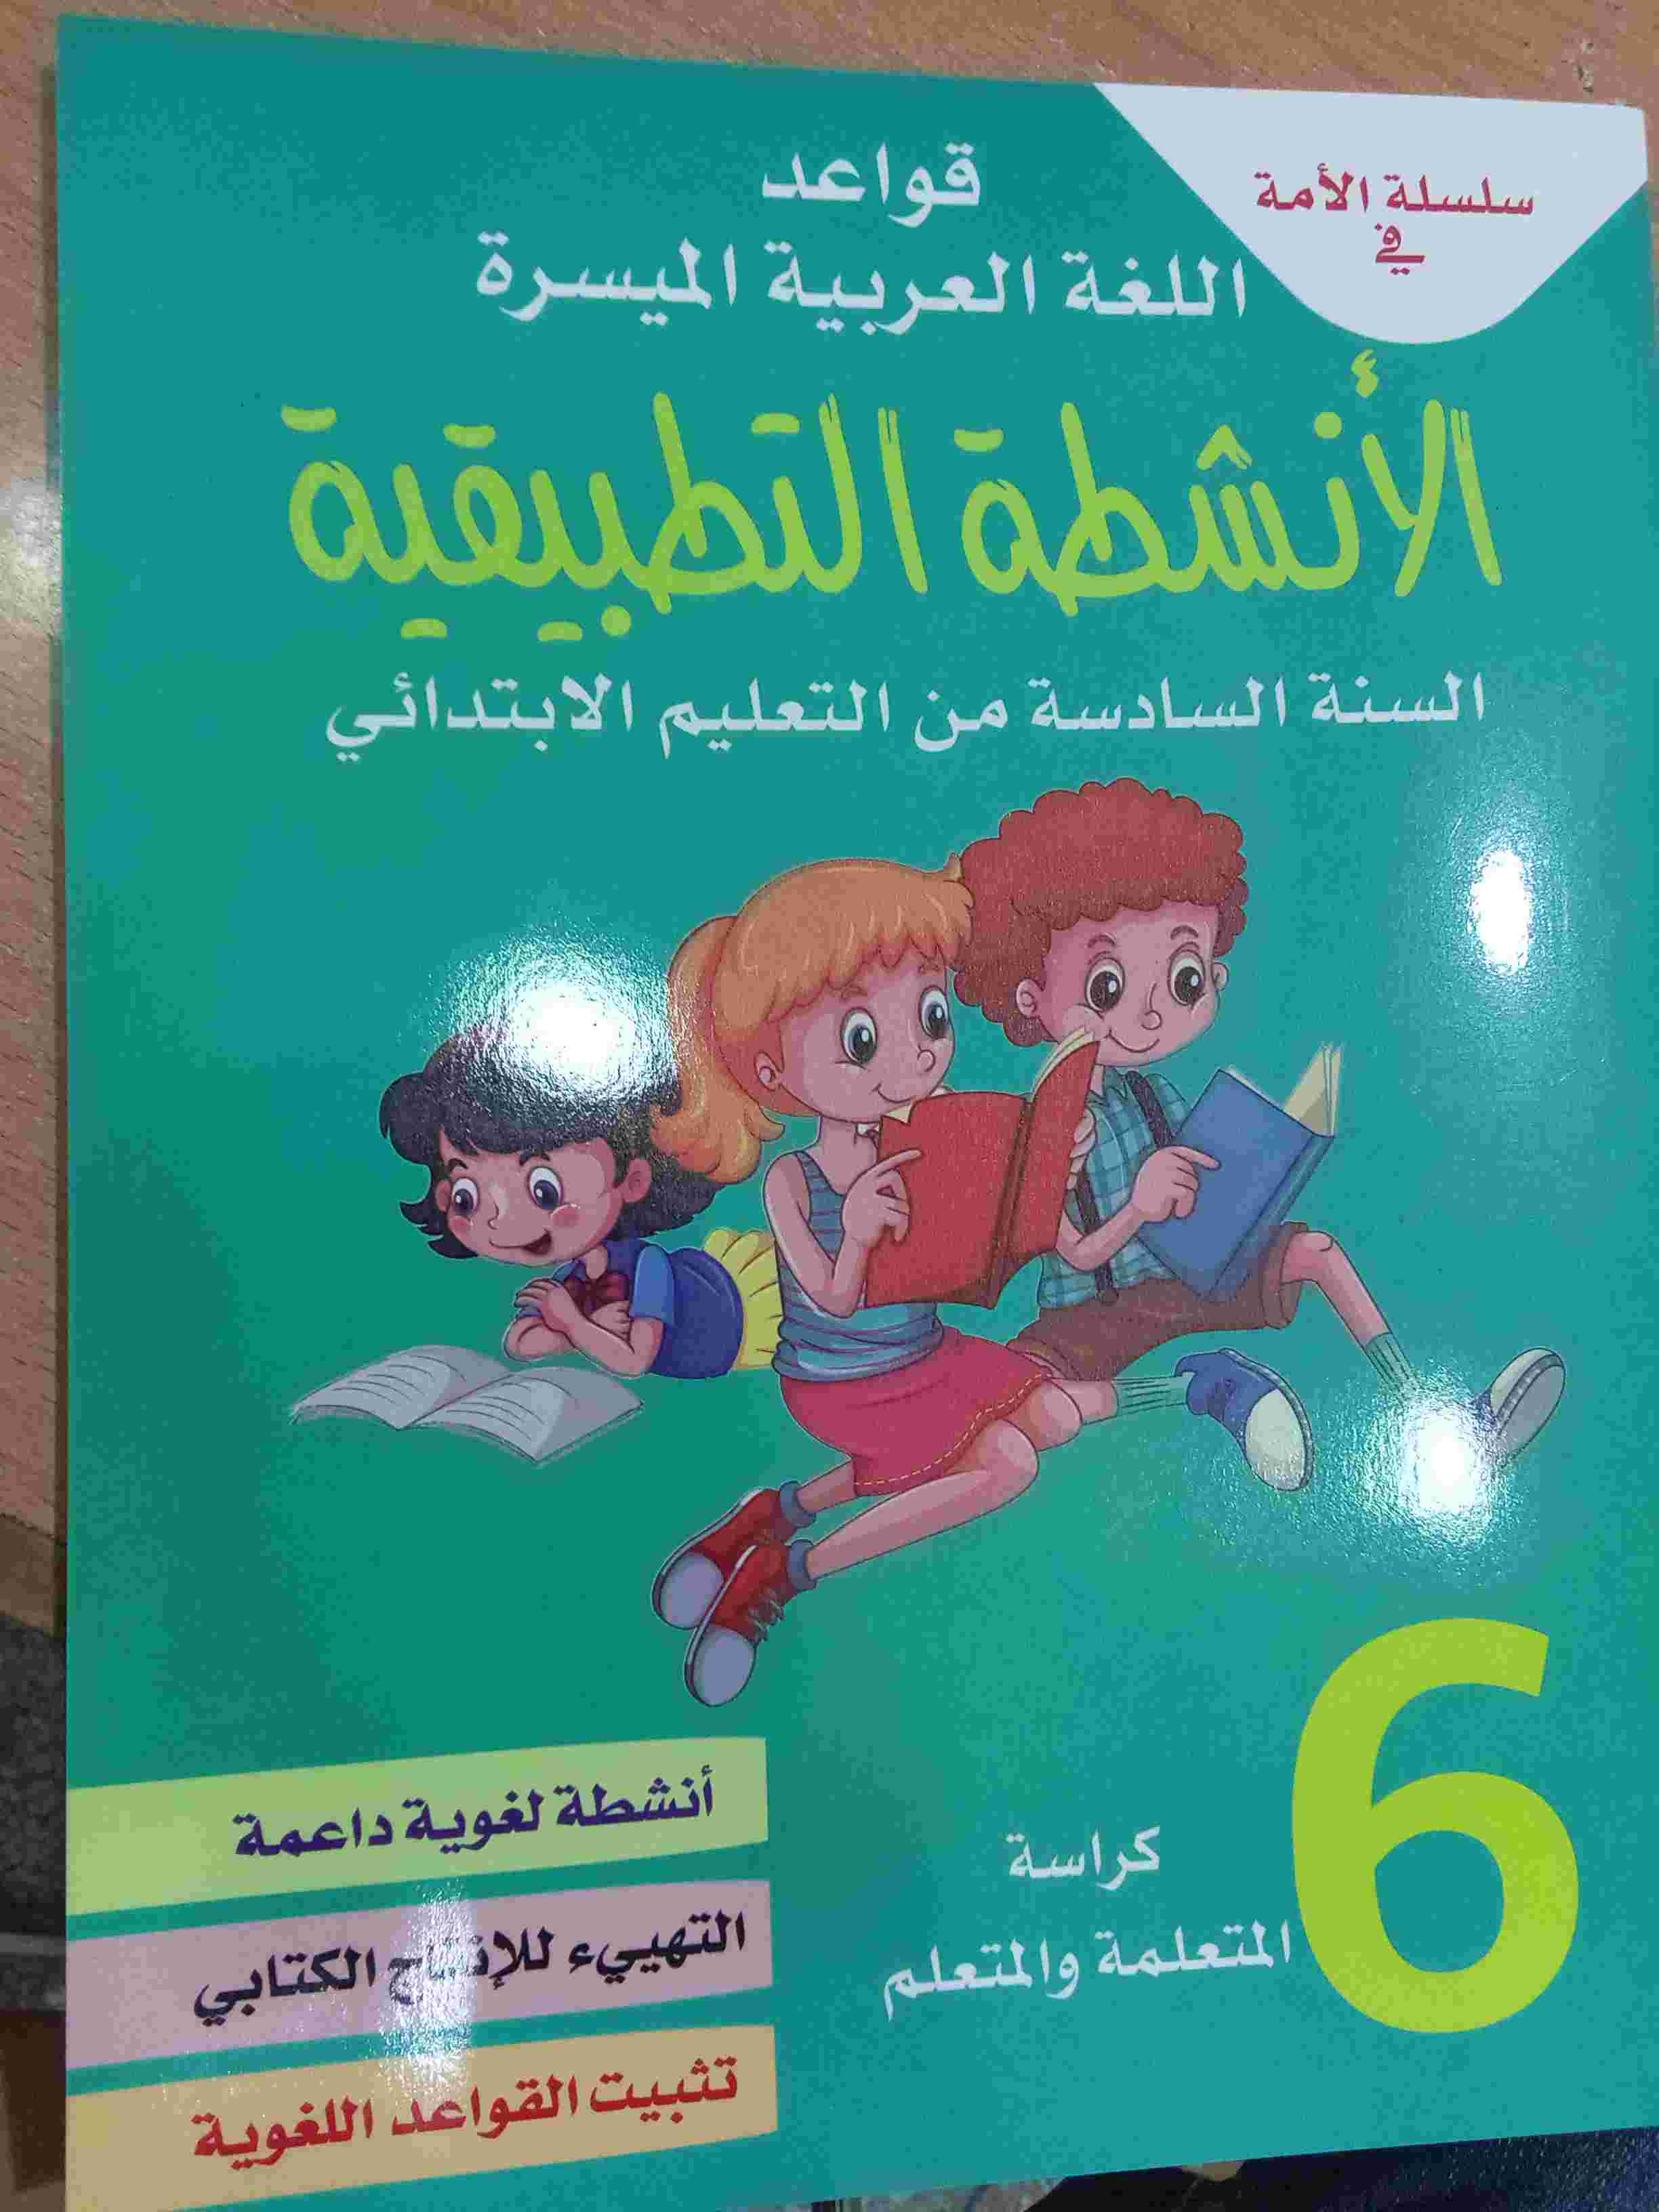 سلسلة الأمة
في
قواعد
اللغة العربية الميسرة
الأنشطة التطبيقية
السنة السادسة من التعليم الابتدائي
6
كراسة
المتعلمة والمتعلم
أنشطة لغوية داعمة
التهييء للإنتاج الكتابي
تثبيت القواعد اللغوية